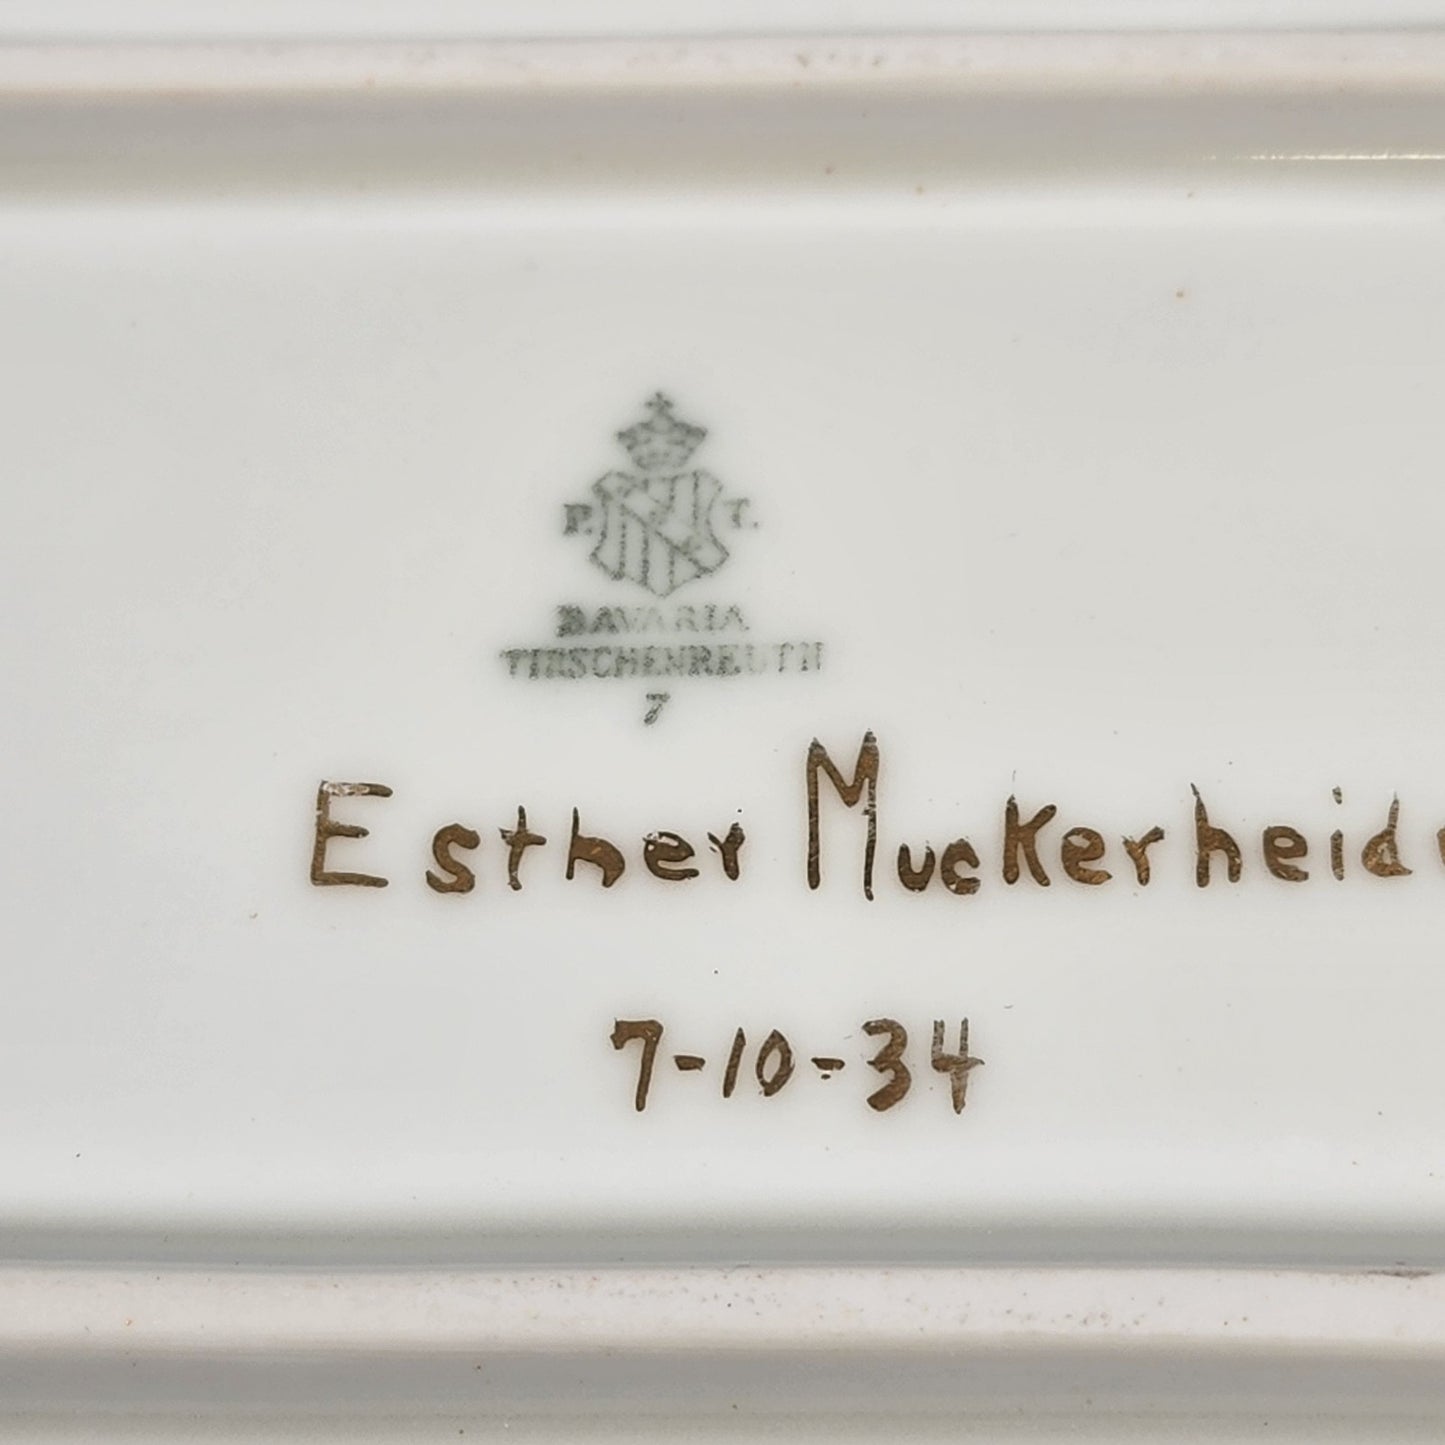 P. T.
BAVARIA
TIRSCHENREUTH
7
Esther Muckerheid
7-10-34